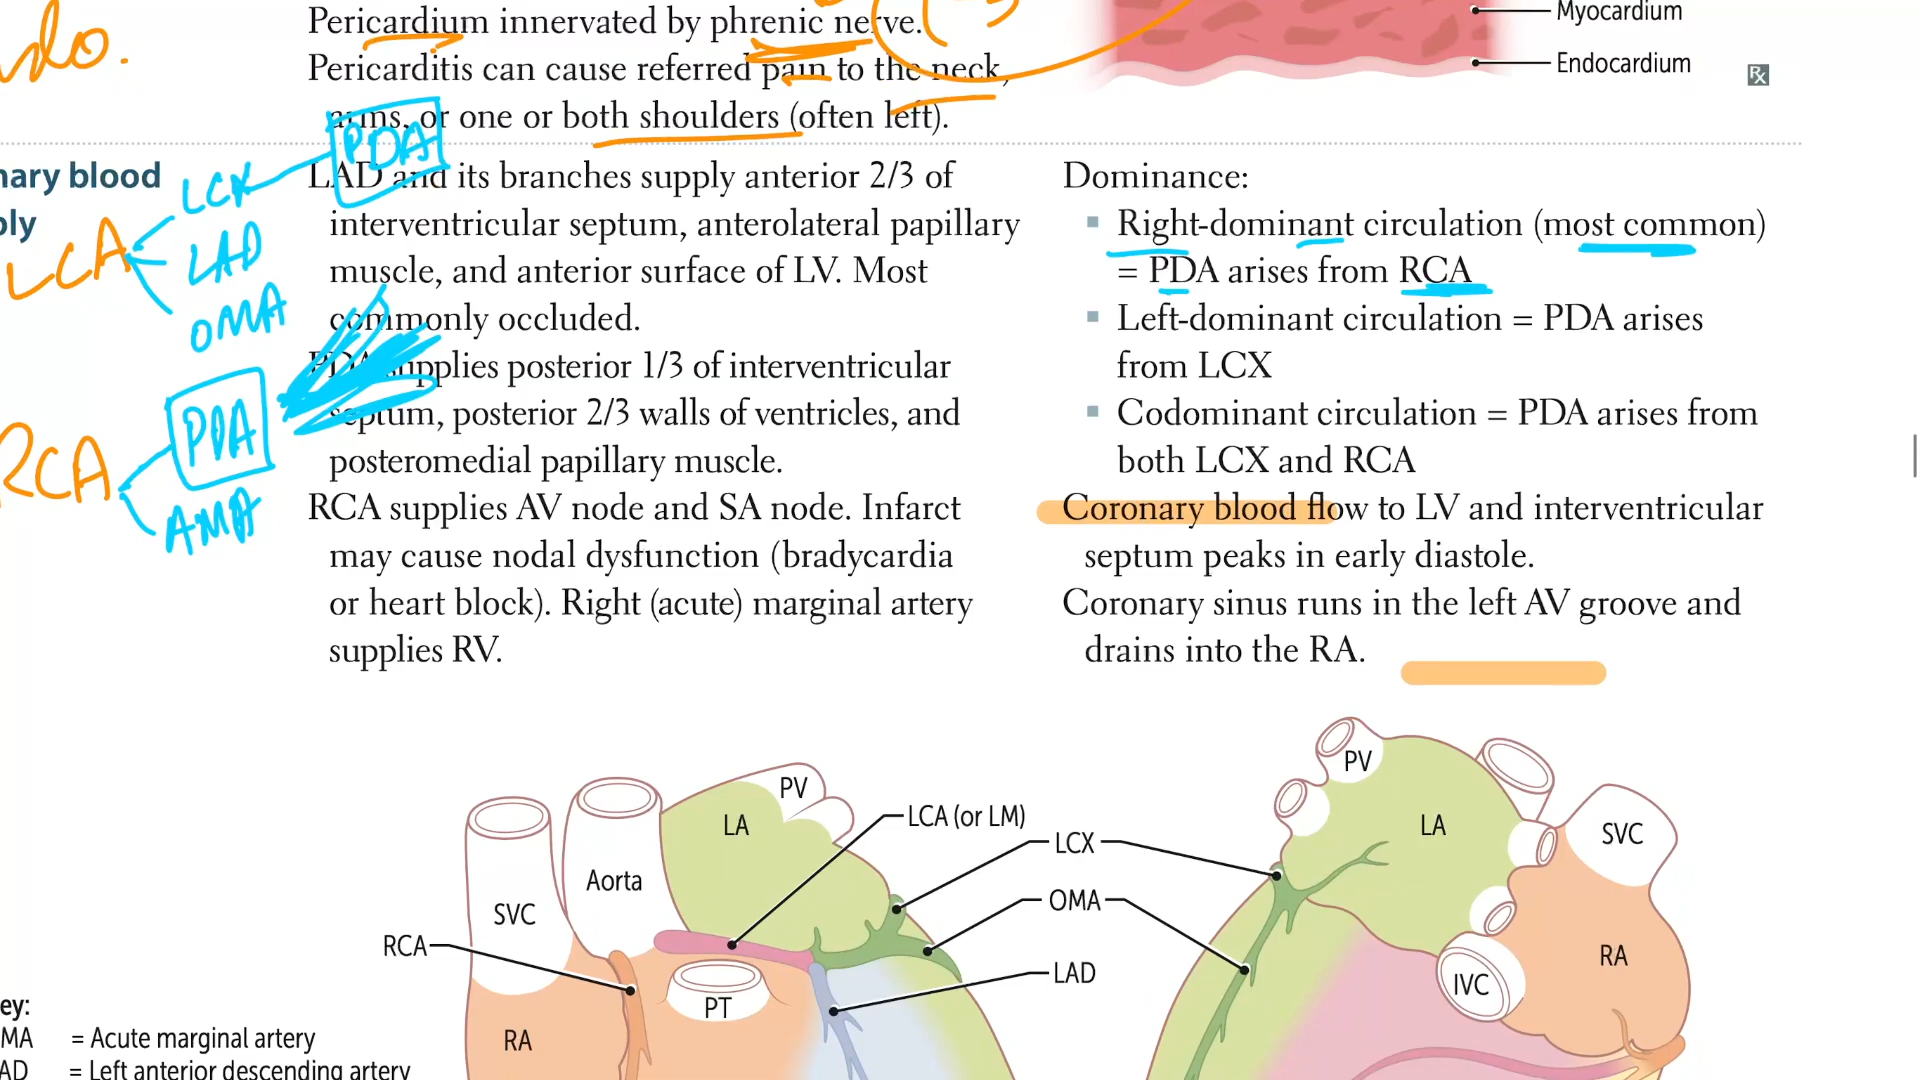 Pericardium innervated by phrenic nerve.
Pericarditis can cause referred pain to the neck,
arms, or one or both shoulders (often left).
Myocardium
Endocardium
Rx
do.
nary blood
ply
LCA
LCX
LAD
OMA
PDA
RCA
PDA
AMA
LAD and its branches supply anterior 2/3 of
interventricular septum, anterolateral papillary
muscle, and anterior surface of LV. Most
commonly occluded.
PDA supplies posterior 1/3 of interventricular
septum, posterior 2/3 walls of ventricles, and
posteromedial papillary muscle.
RCA supplies AV node and SA node. Infarct
may cause nodal dysfunction (bradycardia
or heart block). Right (acute) marginal artery
supplies RV.
Dominance:
▪ Right-dominant circulation (most common)
= PDA arises from RCA
▪ Left-dominant circulation = PDA arises
from LCX
▪ Codominant circulation = PDA arises from
both LCX and RCA
Coronary blood flow to LV and interventricular
septum peaks in early diastole.
Coronary sinus runs in the left AV groove and
drains into the RA.
PV
LA
LCA (or LM)
Aorta
SVC
RCA
PT
RA
LCX
OMA
LAD
PV
LA
SVC
IVC
RA
ey:
MA = Acute marginal artery
AD = Left anterior descending artery